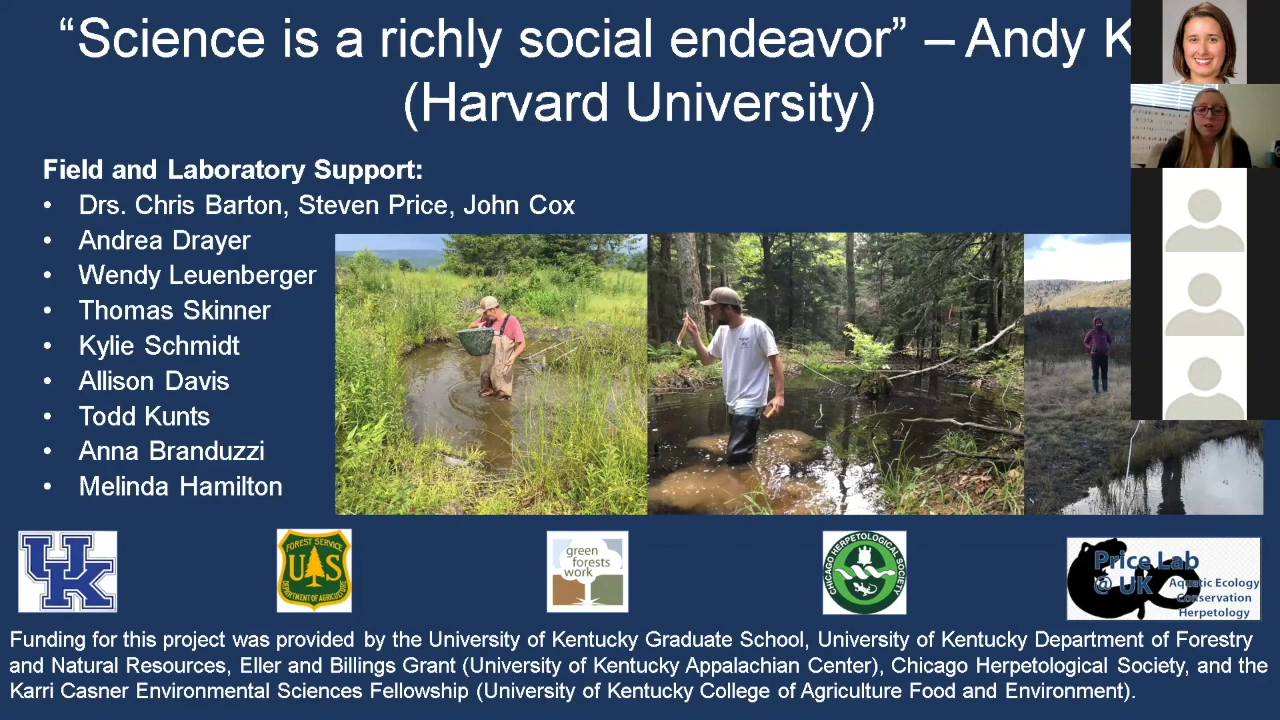 “Science is a richly social endeavor” – Andy K
(Harvard University)
Field and Laboratory Support:
• Drs. Chris Barton, Steven Price, John Cox
• Andrea Drayer
• Wendy Leuenberger
• Thomas Skinner
• Kylie Schmidt
• Allison Davis
• Todd Kunts
• Anna Branduzzi
• Melinda Hamilton
UK
FOREST SERVICE
U S
DEPARTMENT OF AGRICULTURE
green
forests
work
CHICAGO HERPETOLOGICAL SOCIETY
Price Lab
@ UK
Aquatic Ecology
Conservation
Herpetology
Funding for this project was provided by the University of Kentucky Graduate School, University of Kentucky Department of Forestry
and Natural Resources, Eller and Billings Grant (University of Kentucky Appalachian Center), Chicago Herpetological Society, and the
Karri Casner Environmental Sciences Fellowship (University of Kentucky College of Agriculture Food and Environment).